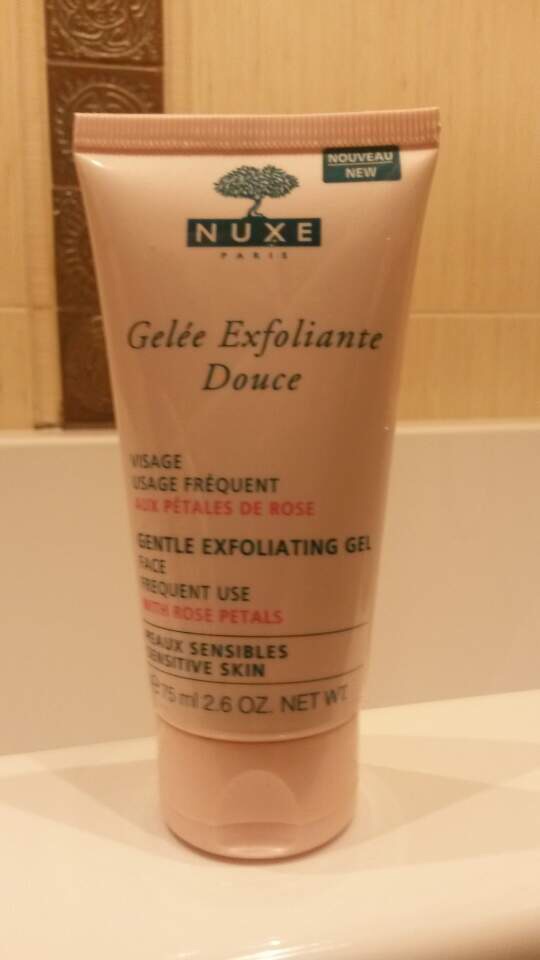 NOUVEAU
NEW
NUXE
PARIS
Gelée Exfoliante
Douce
VISAGE
USAGE FRÉQUENT
AUX PÉTALES DE ROSE
GENTLE EXFOLIATING GEL
FACE
FREQUENT USE
WITH ROSE PETALS
PEAUX SENSIBLES
SENSITIVE SKIN
℮ 75 ml 2.6 OZ. NET WT.